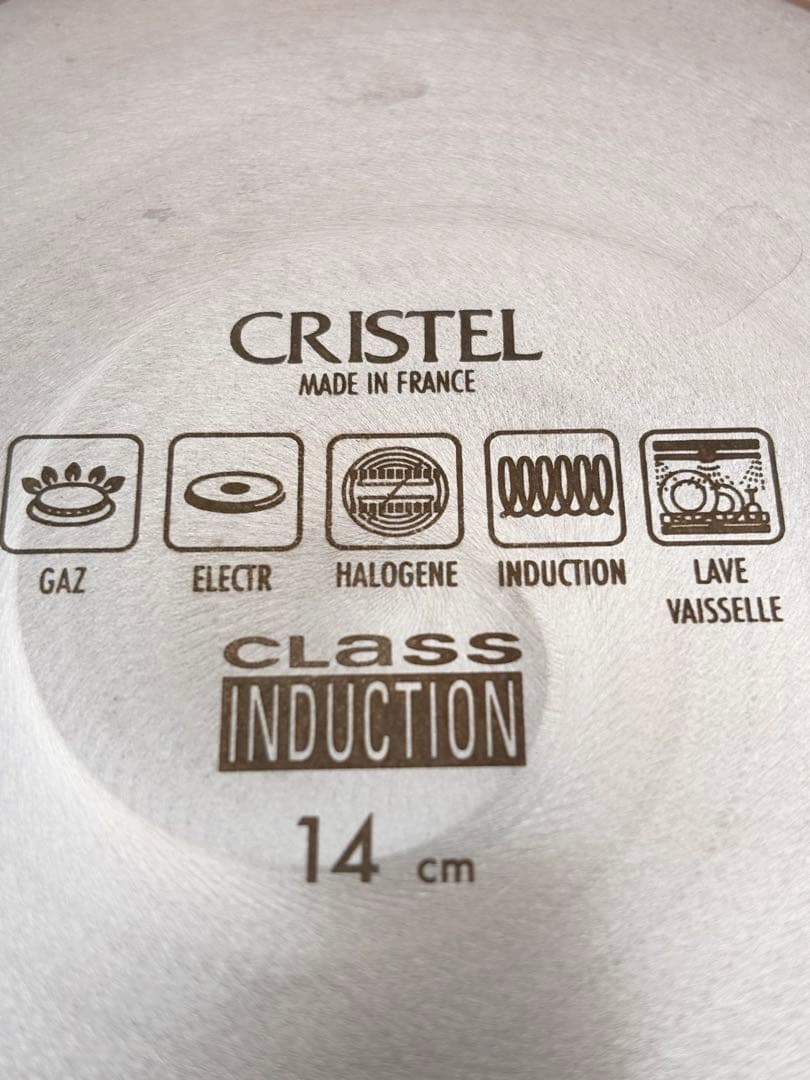 CRISTEL
MADE IN FRANCE
GAZ ELECTR HALOGENE INDUCTION LAVE VAISSELLE
CLaSS
INDUCTION
14 cm